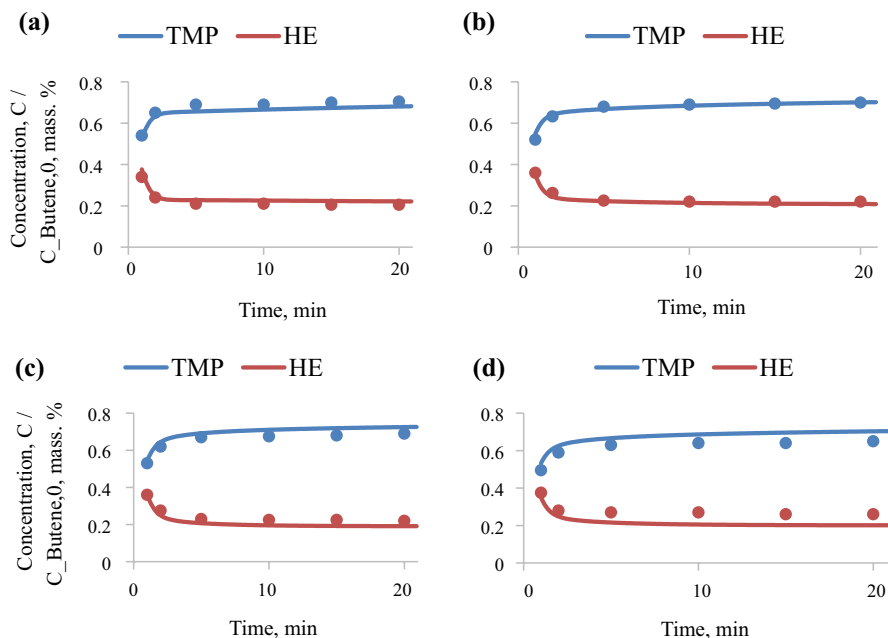 (a)
TMP HE
Concentration, C /
C_Butene,0, mass. %
0.8
0.6
0.4
0.2
0
0 10 20
Time, min
(b)
TMP HE
0.8
0.6
0.4
0.2
0
0 10 20
Time, min
(c)
TMP HE
Concentration, C /
C_Butene,0, mass. %
0.8
0.6
0.4
0.2
0
0 10 20
Time, min
(d)
TMP HE
0.8
0.6
0.4
0.2
0
0 10 20
Time, min